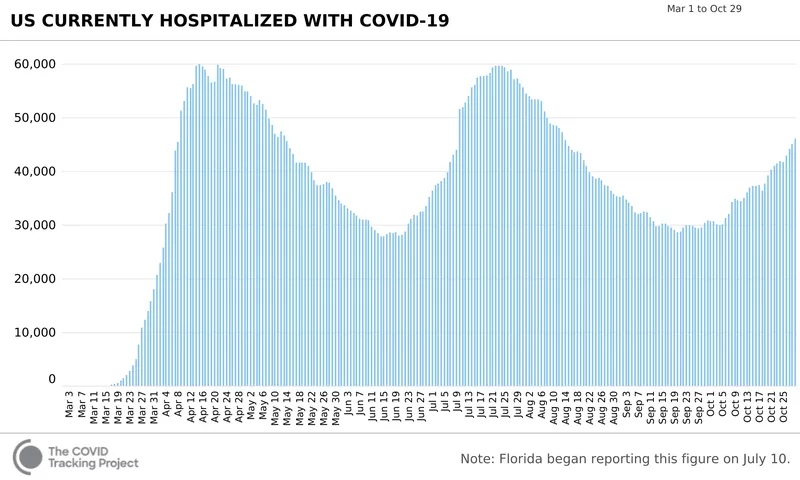 Mar 1 to Oct 29
US CURRENTLY HOSPITALIZED WITH COVID-19
60,000
50,000
40,000
30,000
20,000
10,000
0
Mar 3
Mar 7
Mar 11
Mar 15
Mar 19
Mar 23
Mar 27
Mar 31
Apr 4
Apr 8
Apr 12
Apr 16
Apr 20
Apr 24
Apr 28
May 2
May 6
May 10
May 14
May 18
May 22
May 26
May 30
Jun 3
Jun 7
Jun 11
Jun 15
Jun 19
Jun 23
Jun 27
Jul 1
Jul 5
Jul 9
Jul 13
Jul 17
Jul 21
Jul 25
Jul 29
Aug 2
Aug 6
Aug 10
Aug 14
Aug 18
Aug 22
Aug 26
Aug 30
Sep 3
Sep 7
Sep 11
Sep 15
Sep 19
Sep 23
Sep 27
Oct 1
Oct 5
Oct 9
Oct 13
Oct 17
Oct 21
Oct 25
The COVID
Tracking Project
Note: Florida began reporting this figure on July 10.